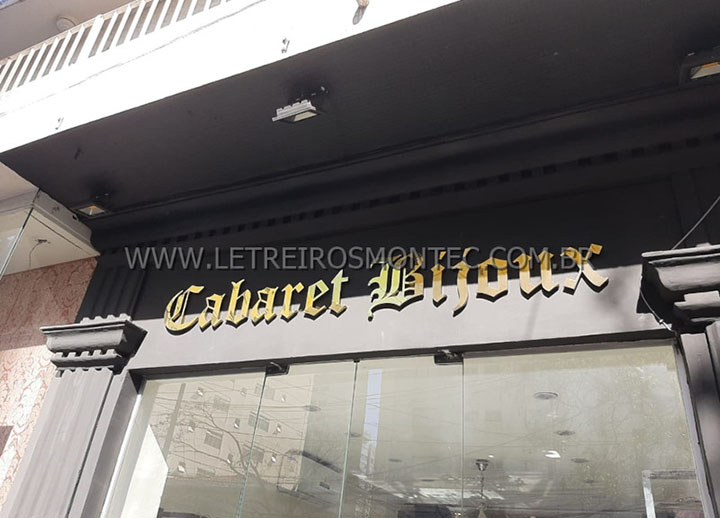 WWW.LETREIROSMONTEC.COM.BR
Cabaret Bijoux